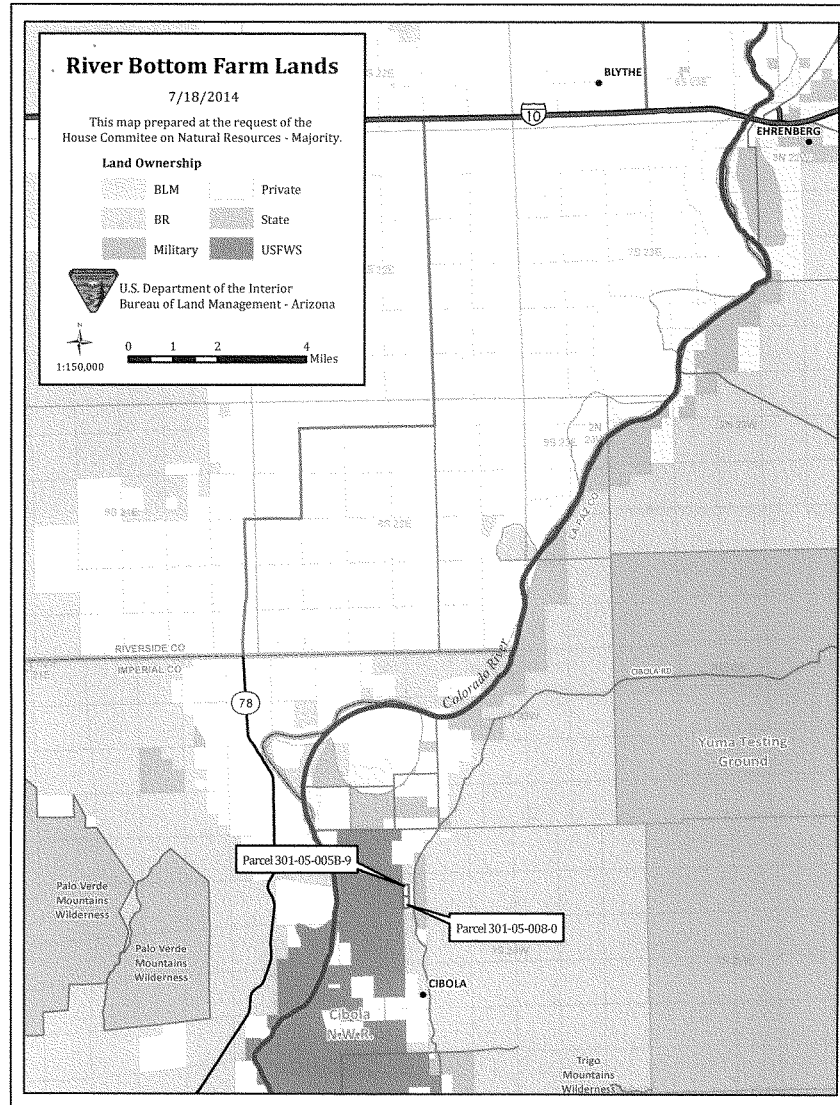 River Bottom Farm Lands
7/18/2014
This map prepared at the request of the
House Commitee on Natural Resources - Majority.
Land Ownership
BLM
Private
BR
State
Military
USFWS
U.S. Department of the Interior
Bureau of Land Management - Arizona
N
1:150,000
0 1 2 4
Miles
BLYTHE
10
EHRENBERG
LA PAZ CO
RIVERSIDE CO
IMPERIAL CO
78
Colorado River
CIBOLA RD
Yuma Testing
Ground
Parcel 301-05-005B-9
Parcel 301-05-008-0
Palo Verde
Mountains
Wilderness
Palo Verde
Mountains
Wilderness
CIBOLA
Cibola
N.W.R.
Trigo
Mountains
Wilderness